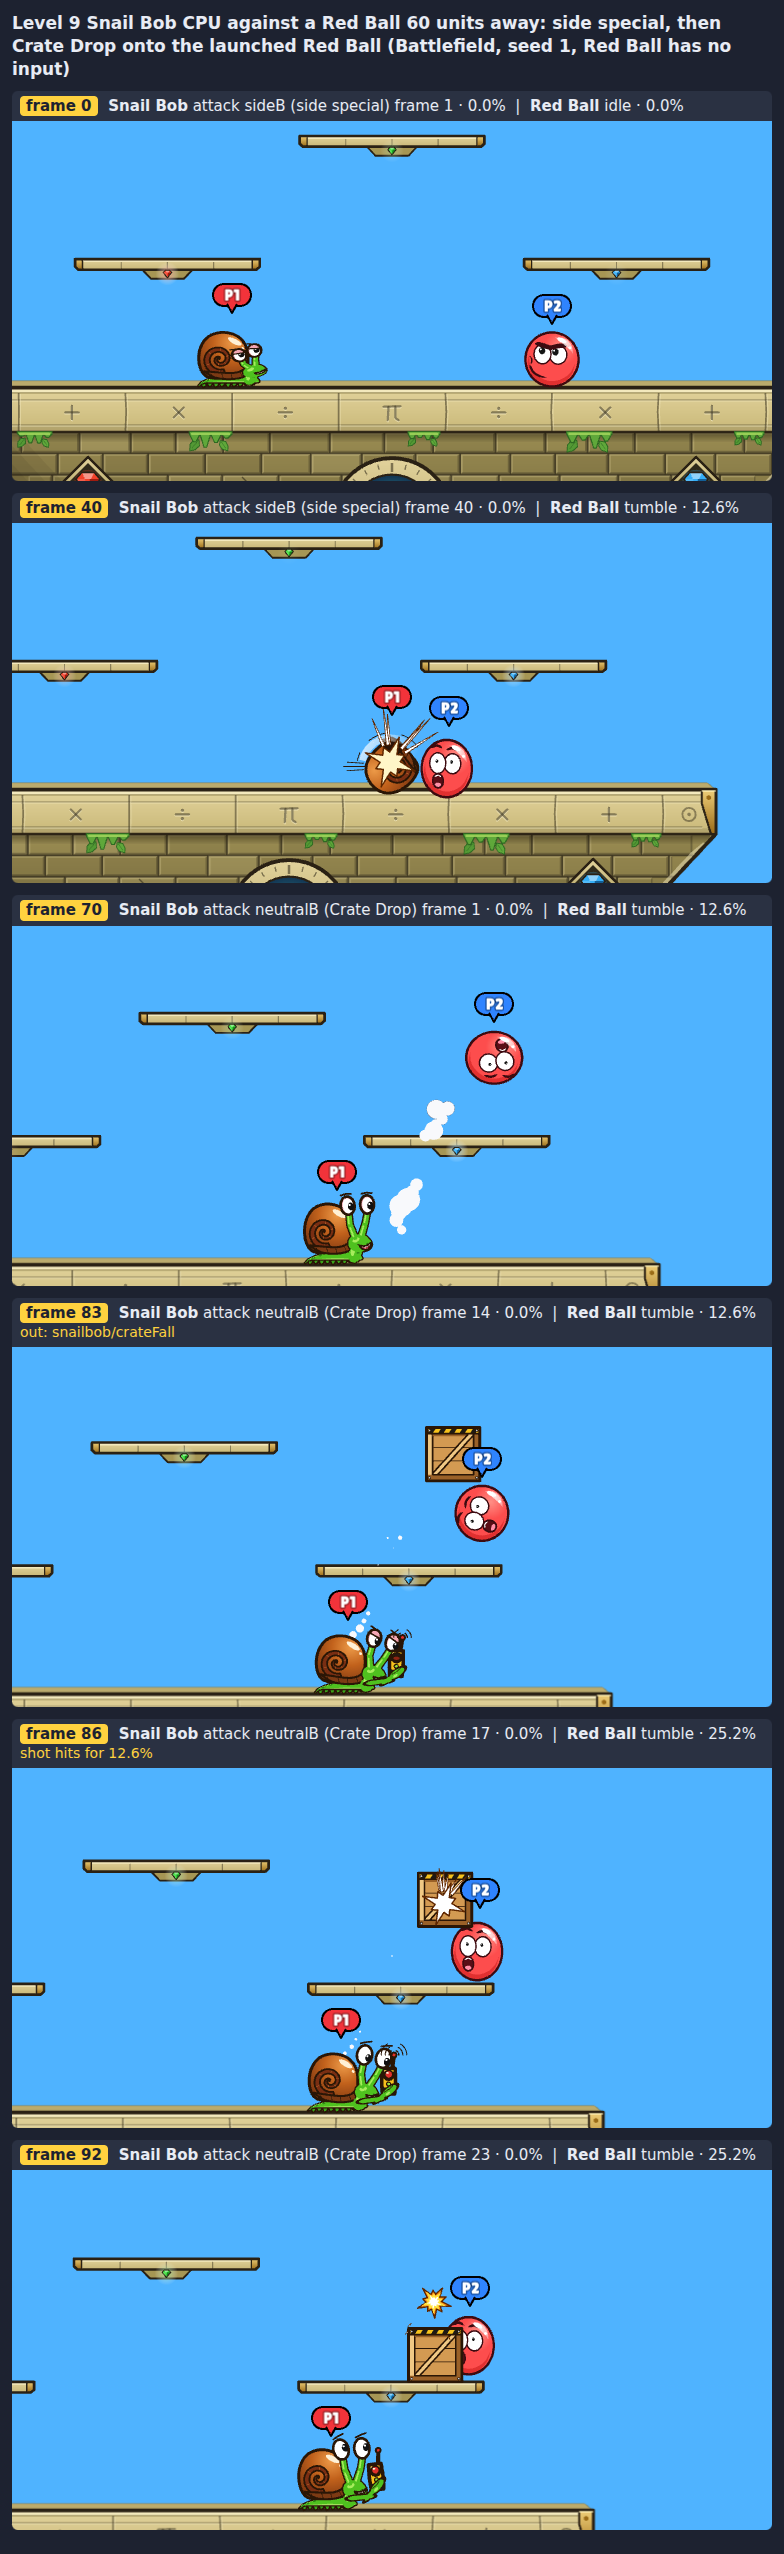 Level 9 Snail Bob CPU against a Red Ball 60 units away: side special, then
Crate Drop onto the launched Red Ball (Battlefield, seed 1, Red Ball has no
input)
frame 0 Snail Bob attack sideB (side special) frame 1 · 0.0% | Red Ball idle · 0.0%
P1
P2
+ × ÷ π ÷ × +
frame 40 Snail Bob attack sideB (side special) frame 40 · 0.0% | Red Ball tumble · 12.6%
P1
P2
× ÷ π ÷ × +
frame 70 Snail Bob attack neutralB (Crate Drop) frame 1 · 0.0% | Red Ball tumble · 12.6%
P2
P1
frame 83 Snail Bob attack neutralB (Crate Drop) frame 14 · 0.0% | Red Ball tumble · 12.6%
out: snailbob/crateFall
P2
P1
frame 86 Snail Bob attack neutralB (Crate Drop) frame 17 · 0.0% | Red Ball tumble · 25.2%
shot hits for 12.6%
P2
P1
frame 92 Snail Bob attack neutralB (Crate Drop) frame 23 · 0.0% | Red Ball tumble · 25.2%
P2
P1